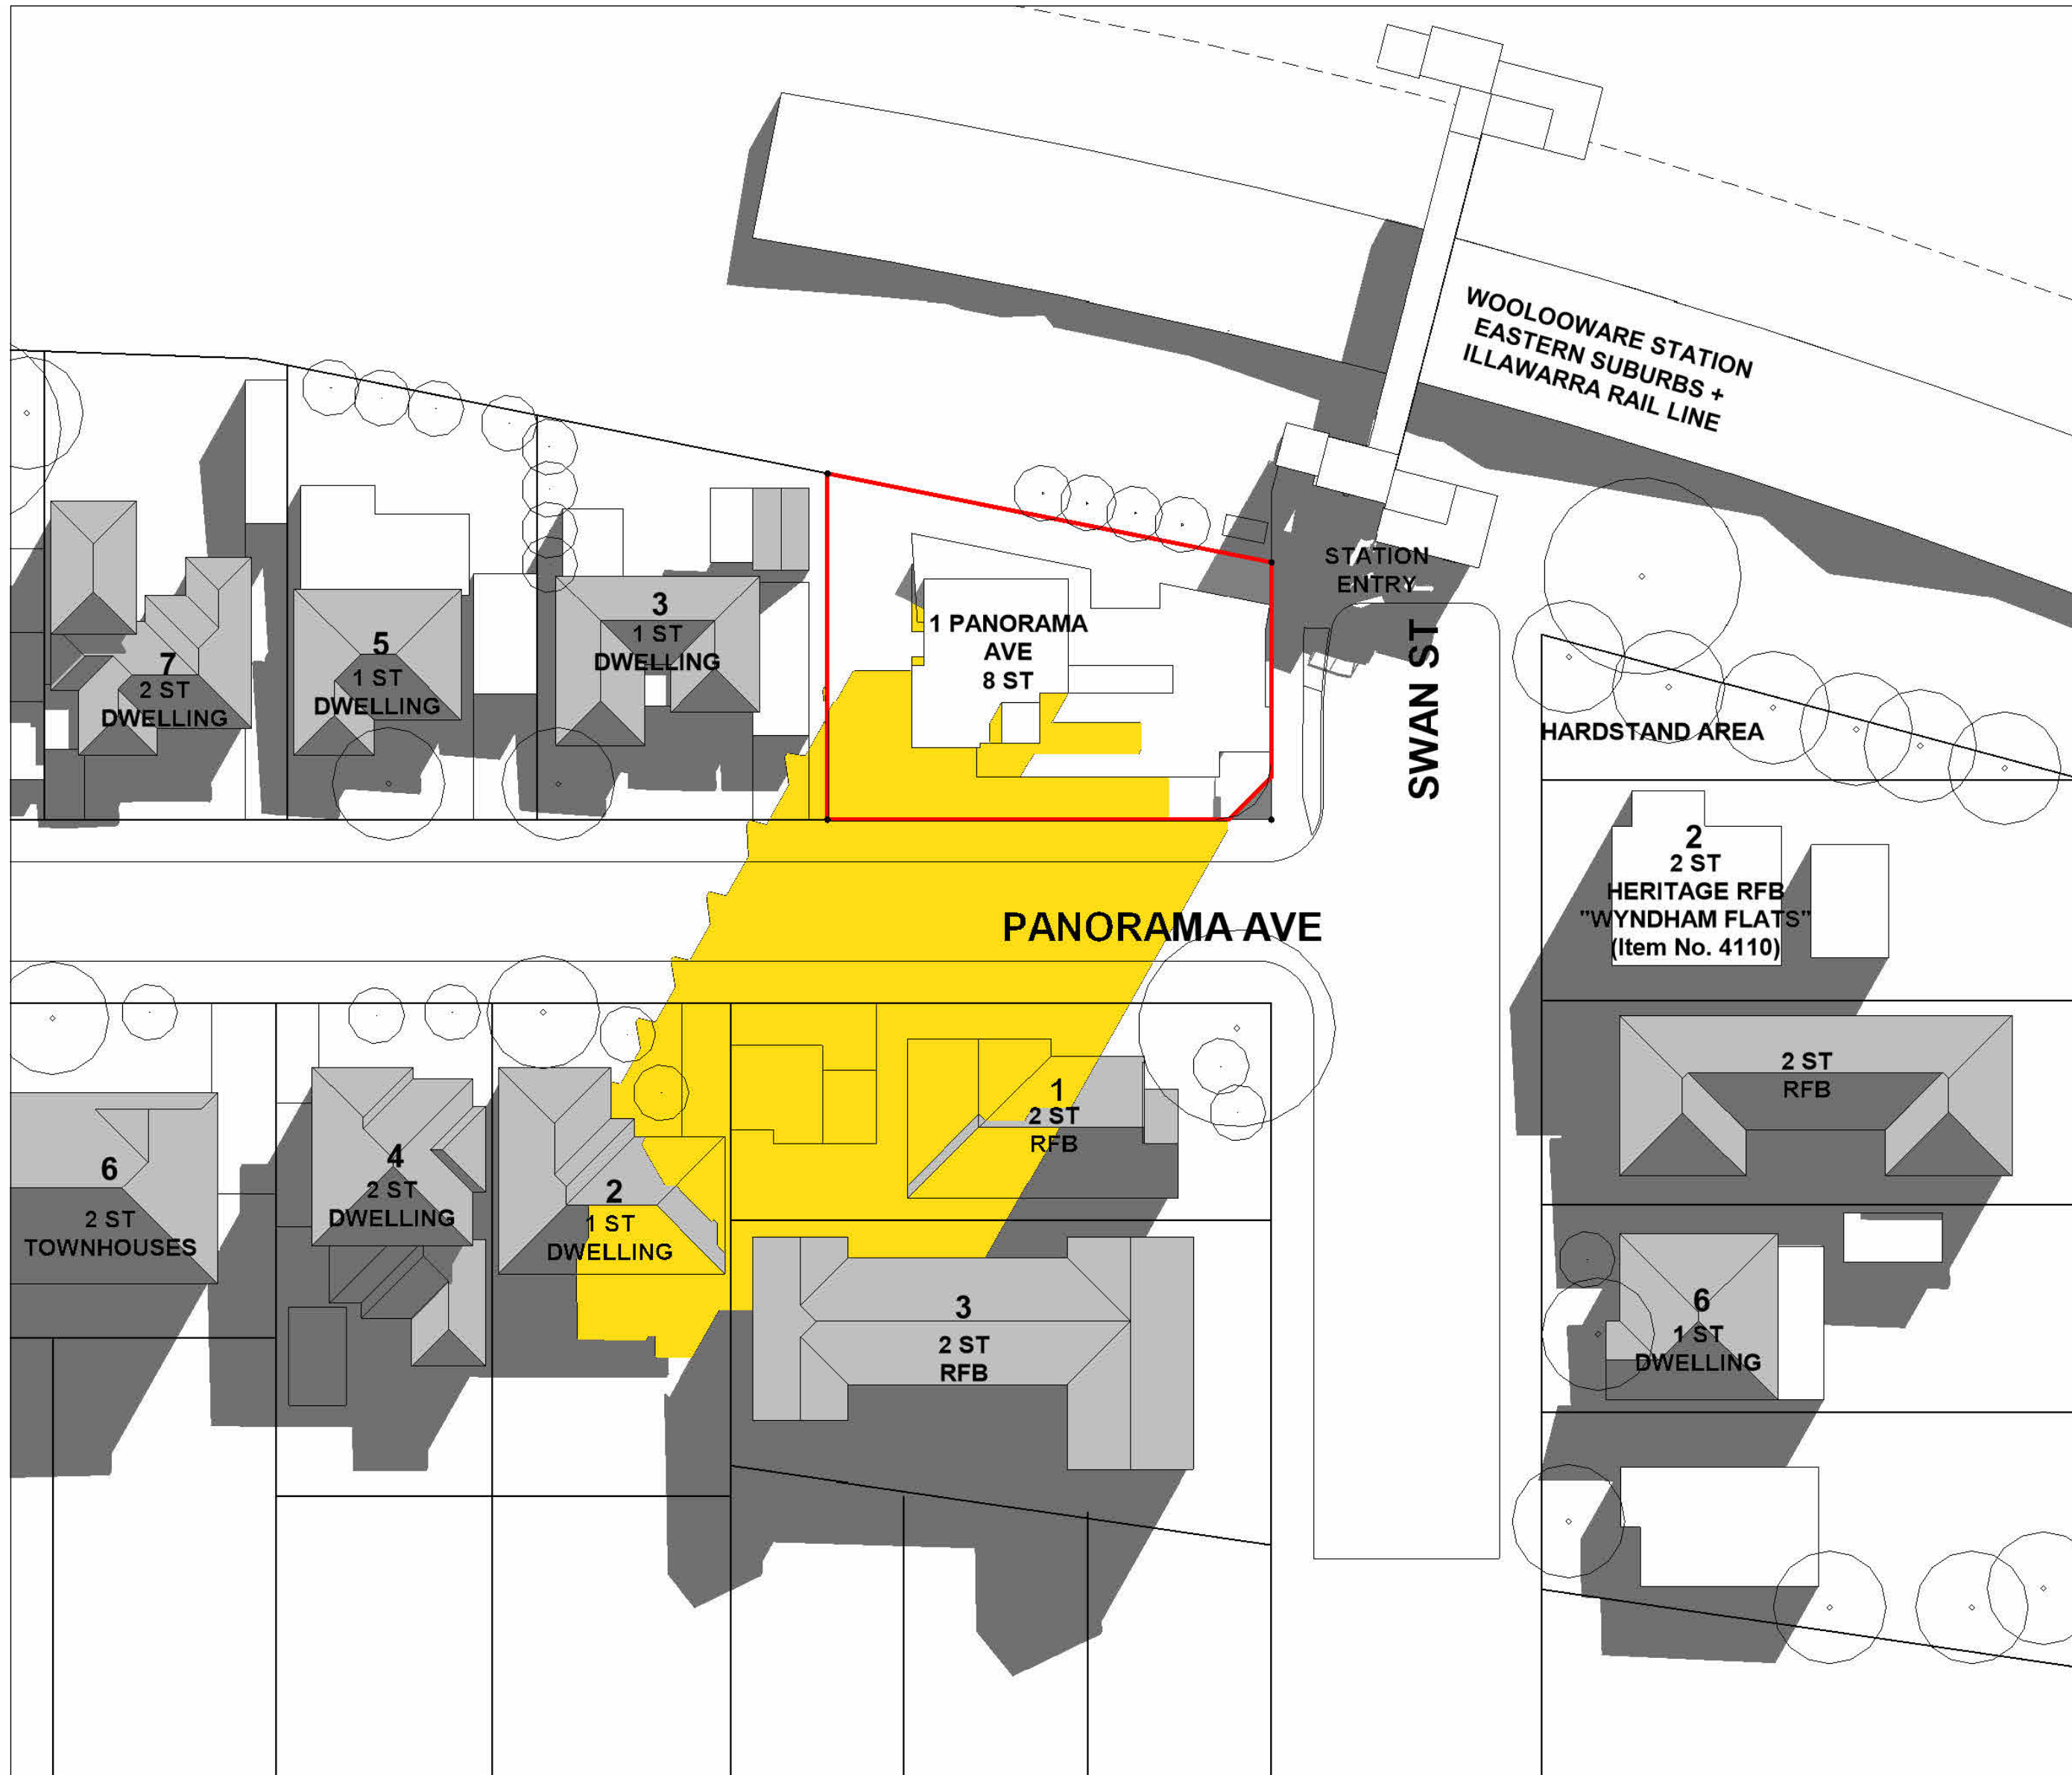 WOOLOOWARE STATION
EASTERN SUBURBS +
ILLAWARRA RAIL LINE
STATION
ENTRY
SWAN ST
HARDSTAND AREA
7
2 ST
DWELLING
5
1 ST
DWELLING
3
1 ST
DWELLING
1 PANORAMA
AVE
8 ST
2
2 ST
HERITAGE RFB
"WYNDHAM FLATS"
(Item No. 4110)
PANORAMA AVE
6
2 ST
TOWNHOUSES
4
2 ST
DWELLING
2
1 ST
DWELLING
1
2 ST
RFB
2 ST
RFB
3
2 ST
RFB
6
1 ST
DWELLING